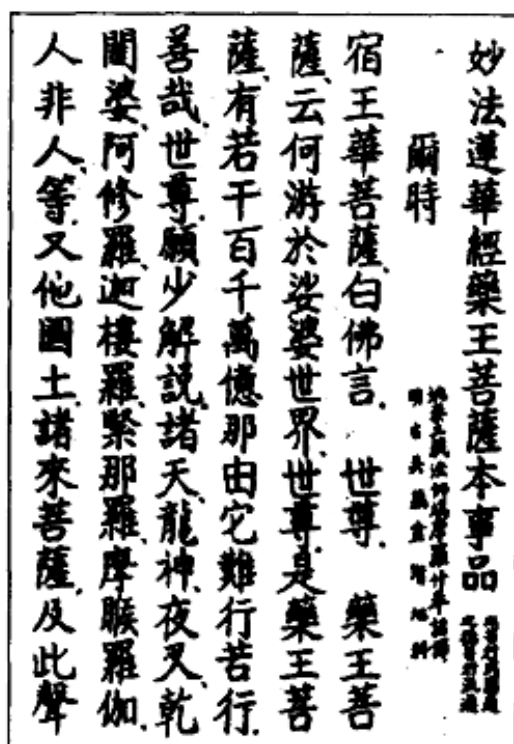 妙法蓮華經藥王菩薩本事品
爾時
宿王華菩薩、白佛言、世尊、藥王菩
薩、云何游於娑婆世界、世尊、是藥王菩
薩、有若干百千萬億那由它難行苦行、
善哉、世尊、願少解說、諸天、龍神、夜叉、乾
闥婆、阿修羅、迦樓羅、緊那羅、摩睺羅伽、
人非人、等、又他國土、諸來菩薩、及此聲